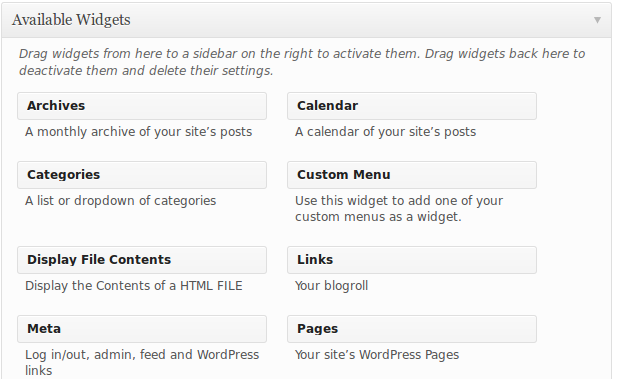 Available Widgets
Drag widgets from here to a sidebar on the right to activate them. Drag widgets back here to
deactivate them and delete their settings.
Archives
A monthly archive of your site’s posts
Calendar
A calendar of your site’s posts
Categories
A list or dropdown of categories
Custom Menu
Use this widget to add one of your
custom menus as a widget.
Display File Contents
Display the Contents of a HTML FILE
Links
Your blogroll
Meta
Log in/out, admin, feed and WordPress
links
Pages
Your site’s WordPress Pages